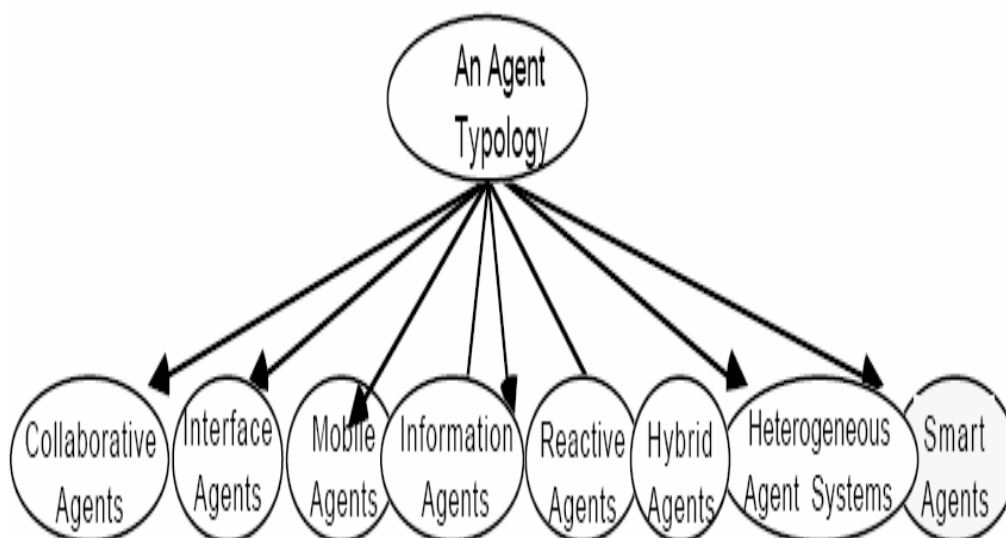 An Agent
Typology
Collaborative
Agents
Interface
Agents
Mobile
Agents
Information
Agents
Reactive
Agents
Hybrid
Agents
Heterogeneous
Agent Systems
Smart
Agents